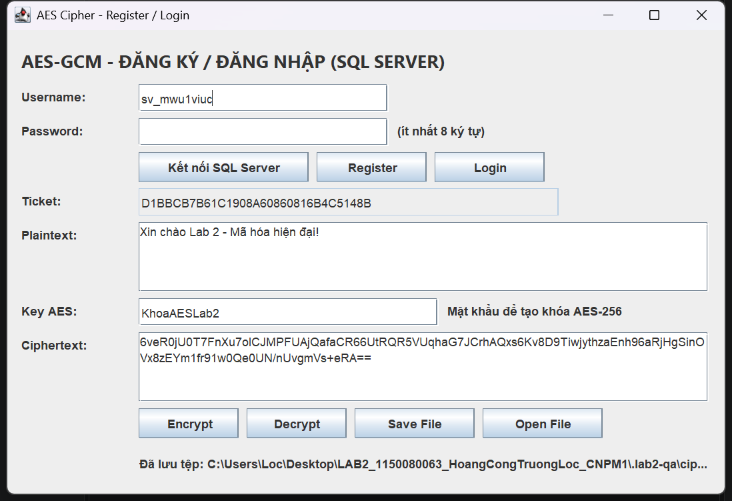 AES Cipher - Register / Login
AES-GCM - ĐĂNG KÝ / ĐĂNG NHẬP (SQL SERVER)
Username:
sv_mwu1viuc
Password:
(ít nhất 8 ký tự)
Kết nối SQL Server
Register
Login
Ticket:
D1BBCB7B61C1908A60860816B4C5148B
Plaintext:
Xin chào Lab 2 - Mã hóa hiện đại!
Key AES:
KhoaAESLab2
Mật khẩu để tạo khóa AES-256
Ciphertext:
6veR0jU0T7FnXu7oICJMPFUAjQafaCR66UtRQR5VUqhaG7JCrhAQxs6Kv8D9TiwjythzaEnh96aRjHgSinO
Vx8zEYm1fr91w0Qe0UN/nUvgmVs+eRA==
Encrypt
Decrypt
Save File
Open File
Đã lưu tệp: C:\Users\Loc\Desktop\LAB2_1150080063_HoangCongTruongLoc_CNPM1\.lab2-qa\cip...